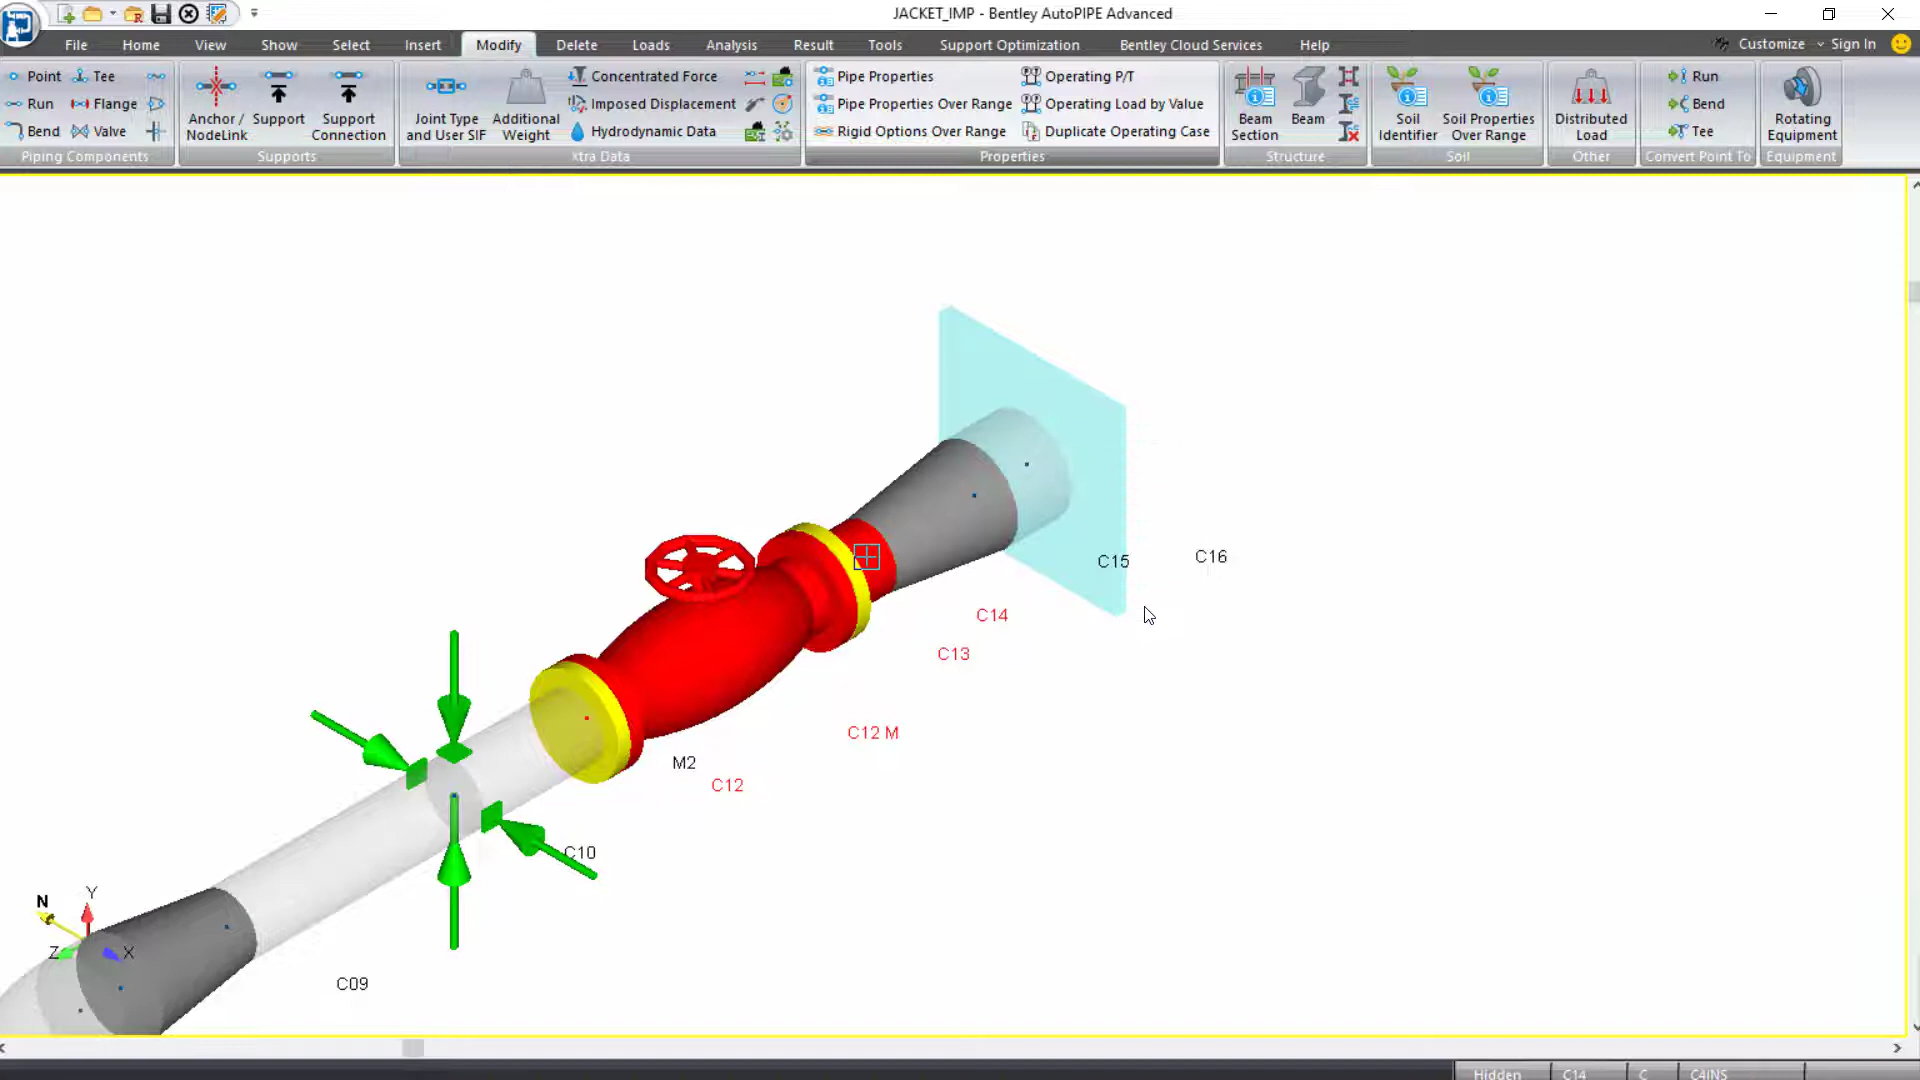 JACKET_IMP - Bentley AutoPIPE Advanced
File Home View Show Select Insert Modify Delete Loads Analysis Result Tools Support Optimization Bentley Cloud Services Help Customize Sign In
Point Tee
Run Flange
Bend Valve
Piping Components
Anchor / NodeLink
Support
Support Connection
Supports
Joint Type and User SIF
Additional Weight
Concentrated Force
Imposed Displacement
Hydrodynamic Data
Xtra Data
Pipe Properties
Pipe Properties Over Range
Rigid Options Over Range
Operating P/T
Operating Load by Value
Duplicate Operating Case
Properties
Beam Section
Beam
Structure
Soil Identifier
Soil Properties Over Range
Soil
Distributed Load
Other
Run
Bend
Tee
Convert Point To
Rotating Equipment
Equipment
C15
C16
C14
C13
C12 M
M2
C12
C10
C09
N
Y
Z
X
Hidden C14 C C4INS